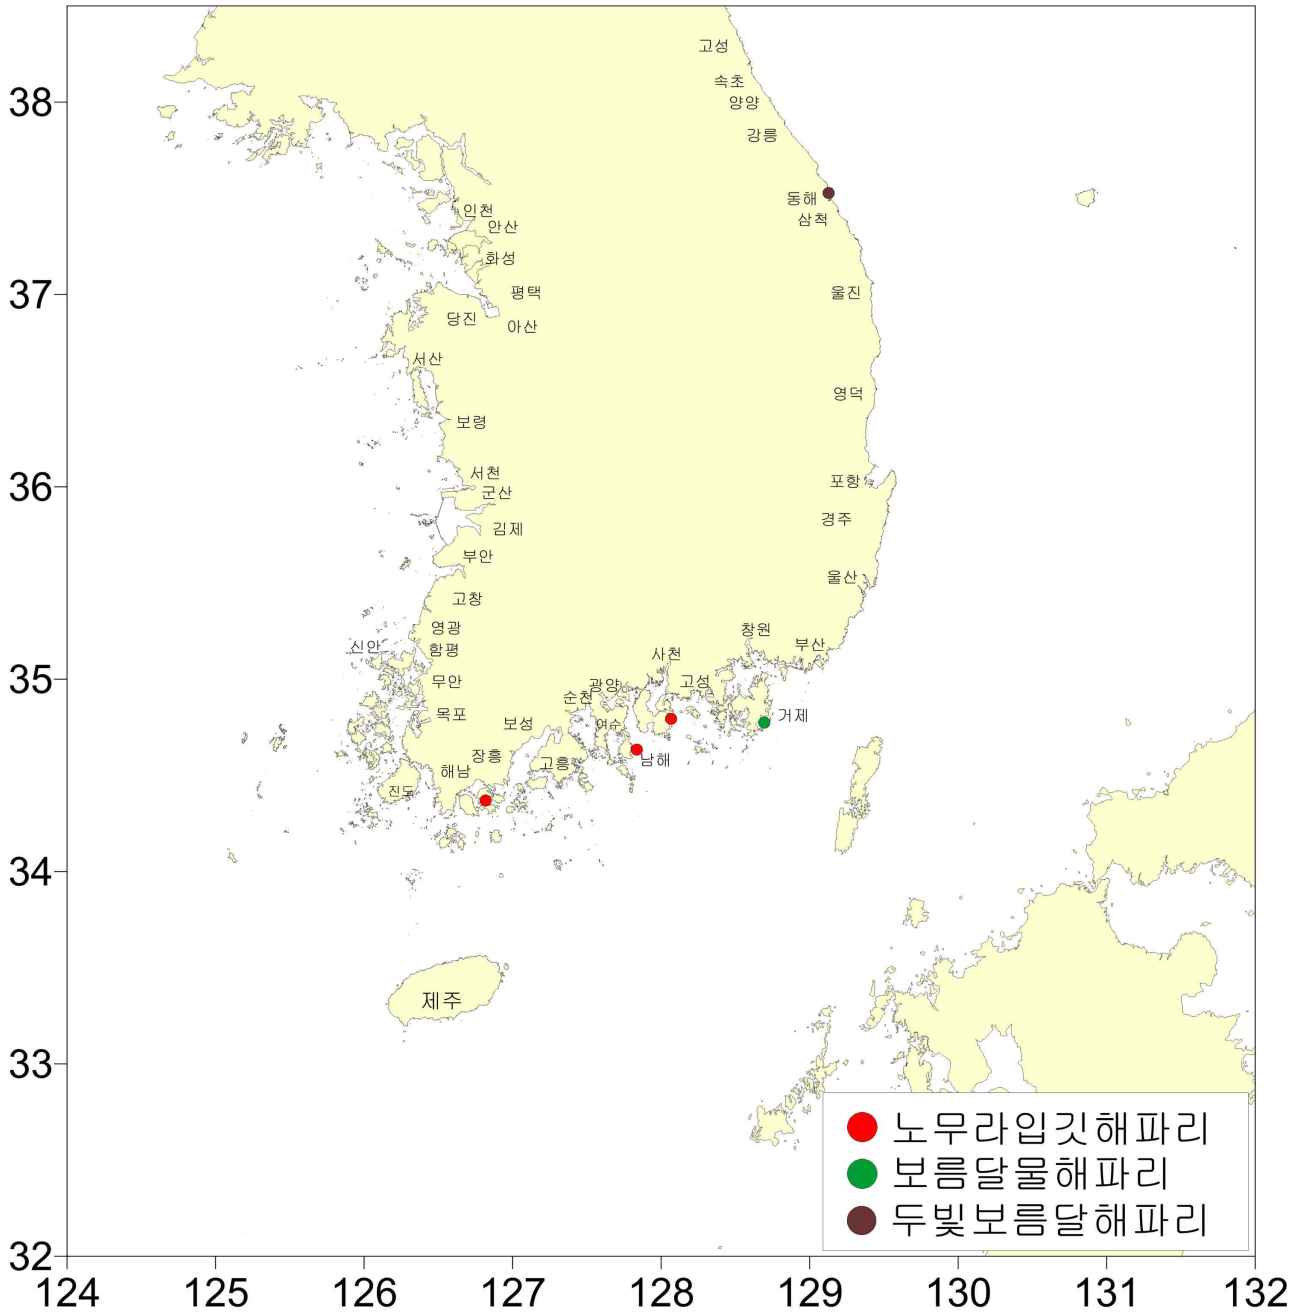 고성
속초
38
양양
강릉
동해
삼척
인천
안산
화성
37
평택
울진
당진
아산
서산
영덕
보령
서천
포항
36
군산
경주
김제
부안
울산
고창
영광
창원
신안
함평
부산
사천
35
무안
광양
고성
순천
목포
보성
여수
거제
장흥
고흥
남해
해남
진도
34
제주
33
노무라입깃해파리
보름달물해파리
두빛보름달해파리
32
124 125 126 127 128 129 130 131 132